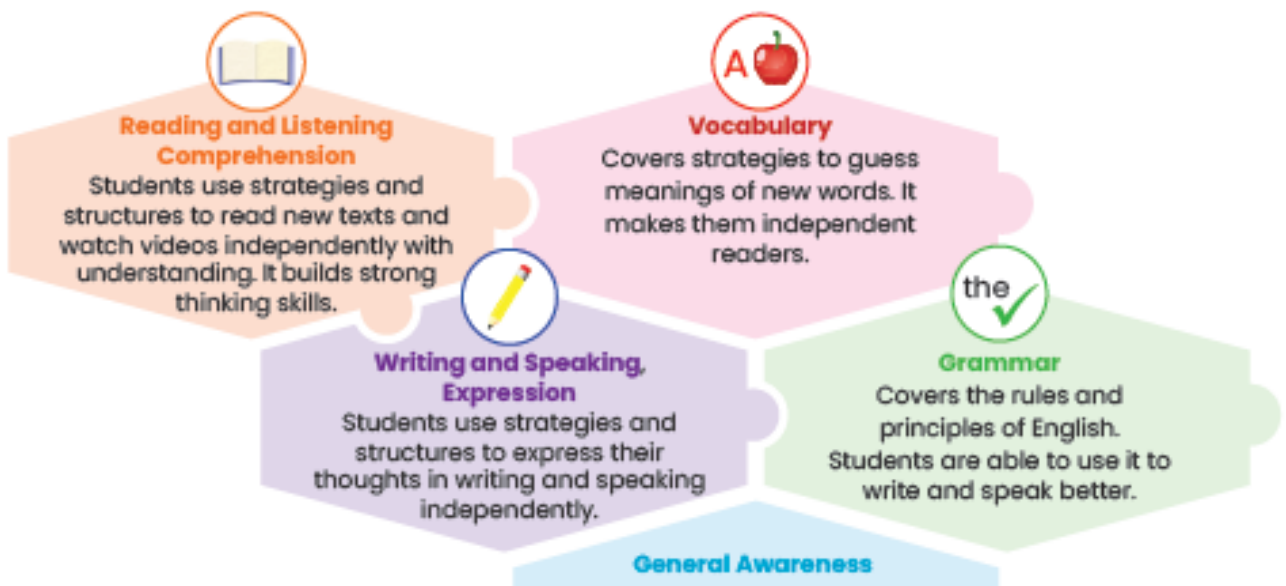 Reading and Listening
Comprehension
Students use strategies and
structures to read new texts and
watch videos independently with
understanding. It builds strong
thinking skills.
A
Vocabulary
Covers strategies to guess
meanings of new words. It
makes them independent
readers.
Writing and Speaking,
Expression
Students use strategies and
structures to express their
thoughts in writing and speaking
independently.
the
Grammar
Covers the rules and
principles of English.
Students are able to use it to
write and speak better.
General Awareness